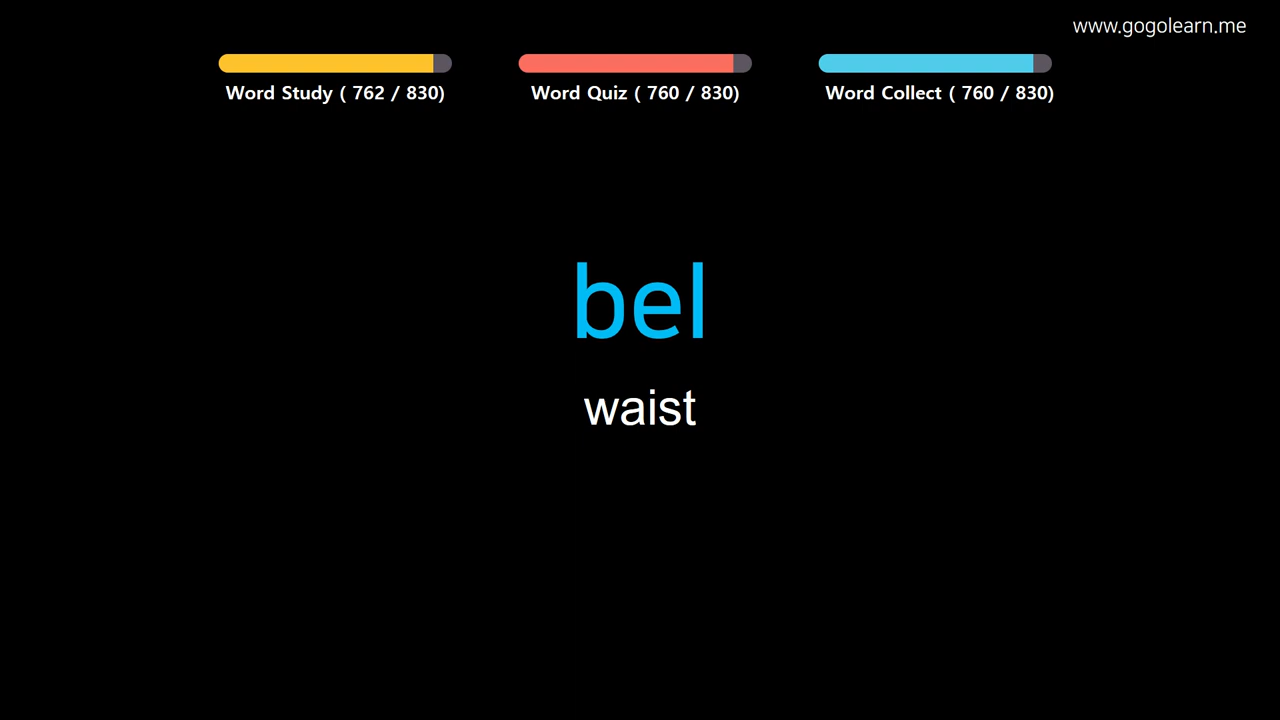 www.gogolearn.me
Word Study ( 762 / 830)
Word Quiz ( 760 / 830)
Word Collect ( 760 / 830)
bel
waist